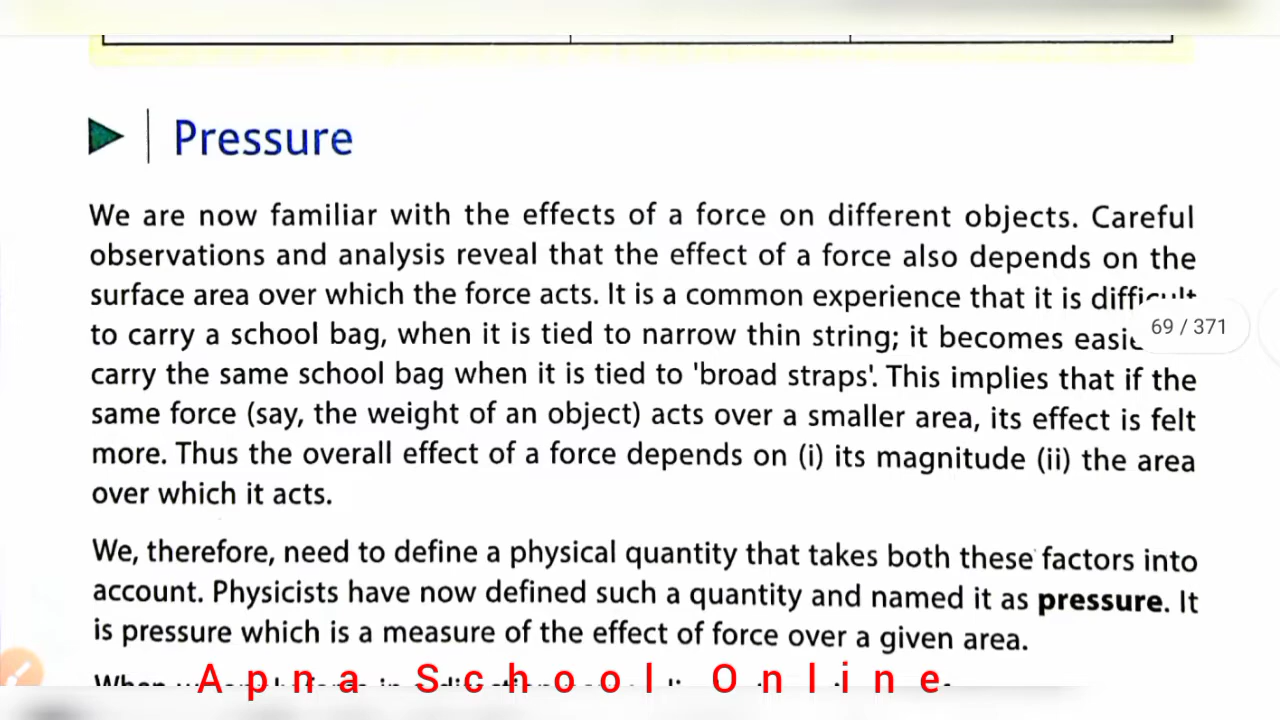 Pressure
We are now familiar with the effects of a force on different objects. Careful
observations and analysis reveal that the effect of a force also depends on the
surface area over which the force acts. It is a common experience that it is
to carry a school bag, when it is tied to narrow thin string; it becomes
69 / 371
carry the same school bag when it is tied to 'broad straps'. This implies that if the
same force (say, the weight of an object) acts over a smaller area, its effect is felt
more. Thus the overall effect of a force depends on (i) its magnitude (ii) the area
over which it acts.
We, therefore, need to define a physical quantity that takes both these factors into
account. Physicists have now defined such a quantity and named it as pressure. It
is pressure which is a measure of the effect of force over a given area.
Apna School Online